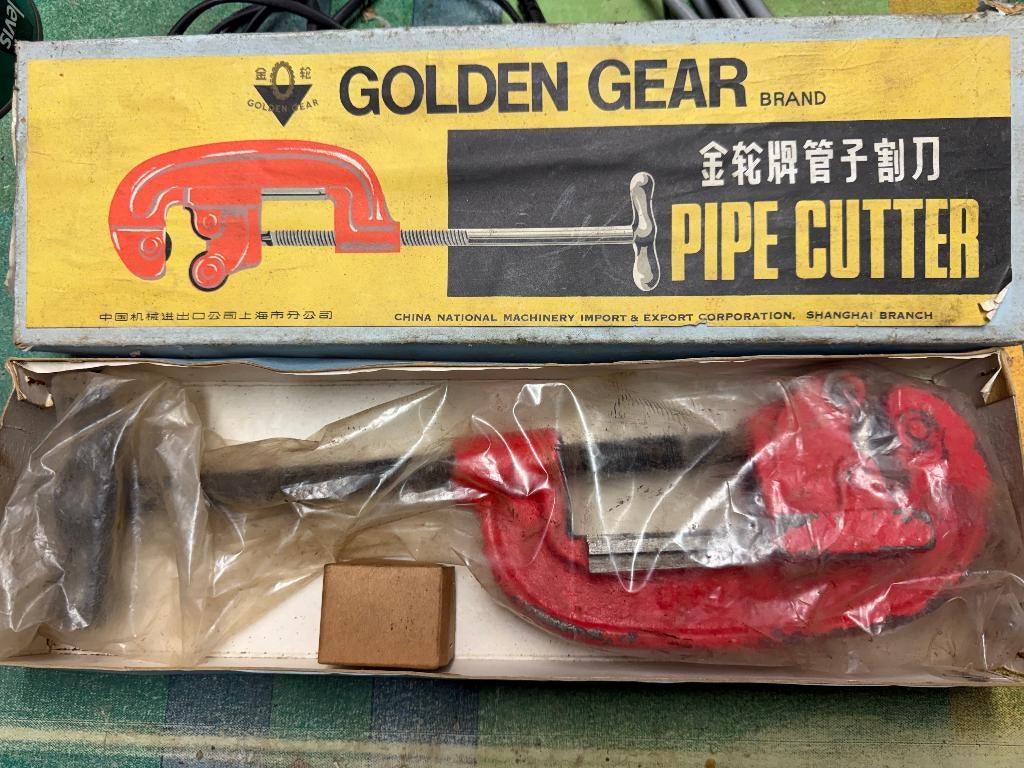 evis
金 轮
GOLDEN GEAR
GOLDEN GEAR BRAND
金轮牌管子割刀
PIPE CUTTER
中国机械进出口公司上海市分公司
CHINA NATIONAL MACHINERY IMPORT & EXPORT CORPORATION. SHANGHAI BRANCH